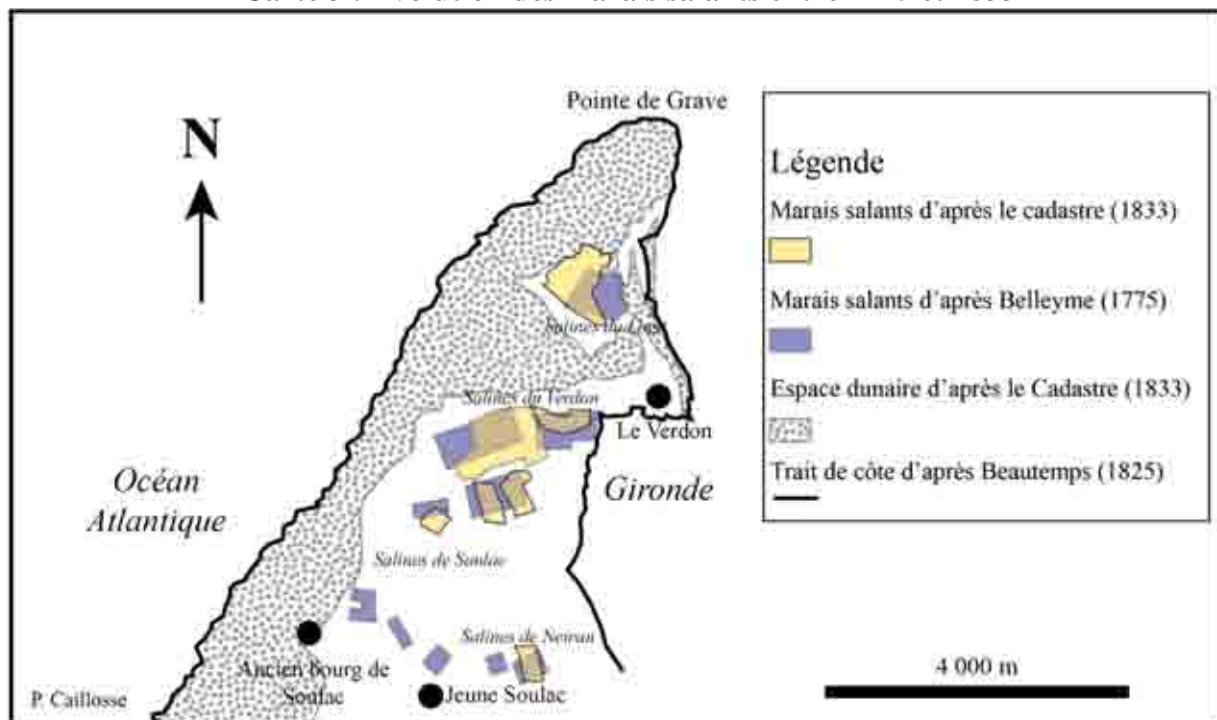 Pointe de Grave
N
Légende
Marais salants d'après le cadastre (1833)
Marais salants d'après Belleyme (1775)
Espace dunaire d'après le Cadastre (1833)
Trait de côte d'après Beautemps (1825)
Salines du
Salines du Verdon
Le Verdon
Océan
Atlantique
Gironde
Salines de Soulac
Salines de Neiran
Ancien bourg de
Soulac
Jeune Soulac
4 000 m
P. Caillosse